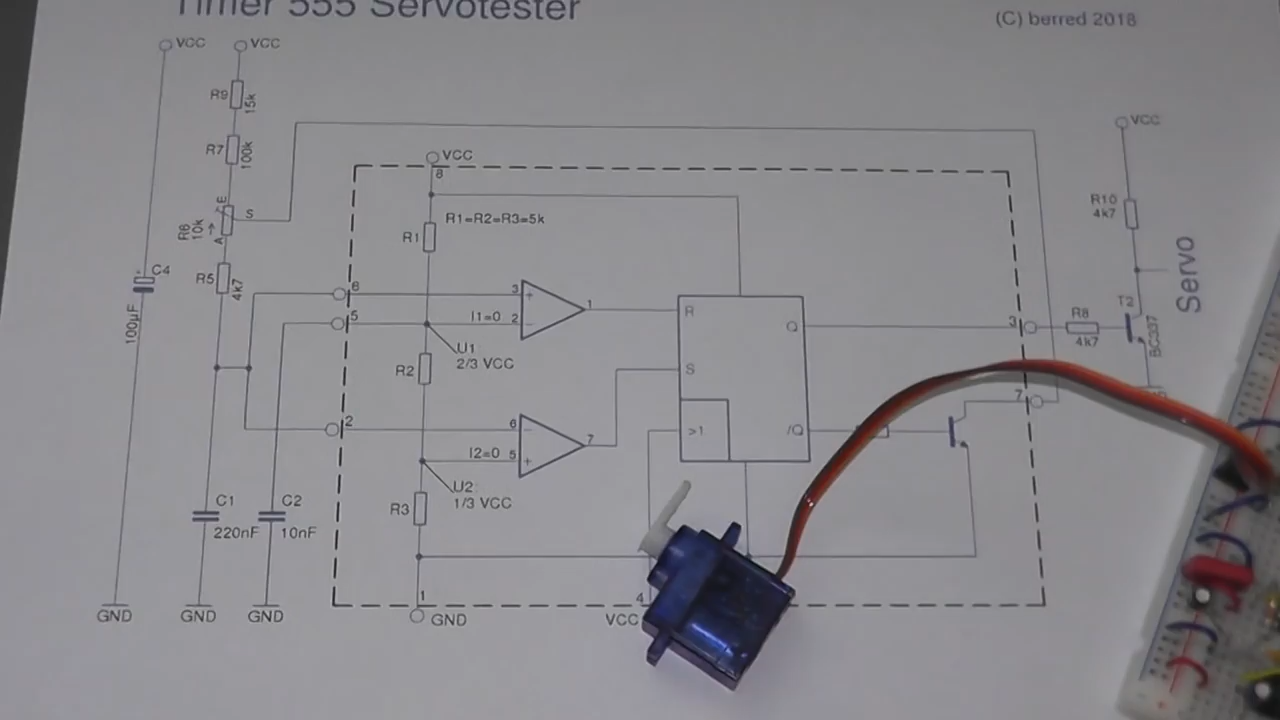 Timer 555 Servotester
(C) berred 2018
VCC
VCC
R9
15k
R7
100k
E
S
R6
10k
A
R5
4k7
C4
100µF
VCC
8
R1=R2=R3=5k
R1
6
5
3
+
1
I1=0
2
−
U1
2/3 VCC
R2
2
6
−
7
I2=0
5
+
U2
1/3 VCC
R3
R
S
>1
Q
/Q
3
7
R8
4k7
VCC
R10
4k7
T2
BC337
Servo
C1
220nF
C2
10nF
GND
GND
GND
1
GND
4
VCC